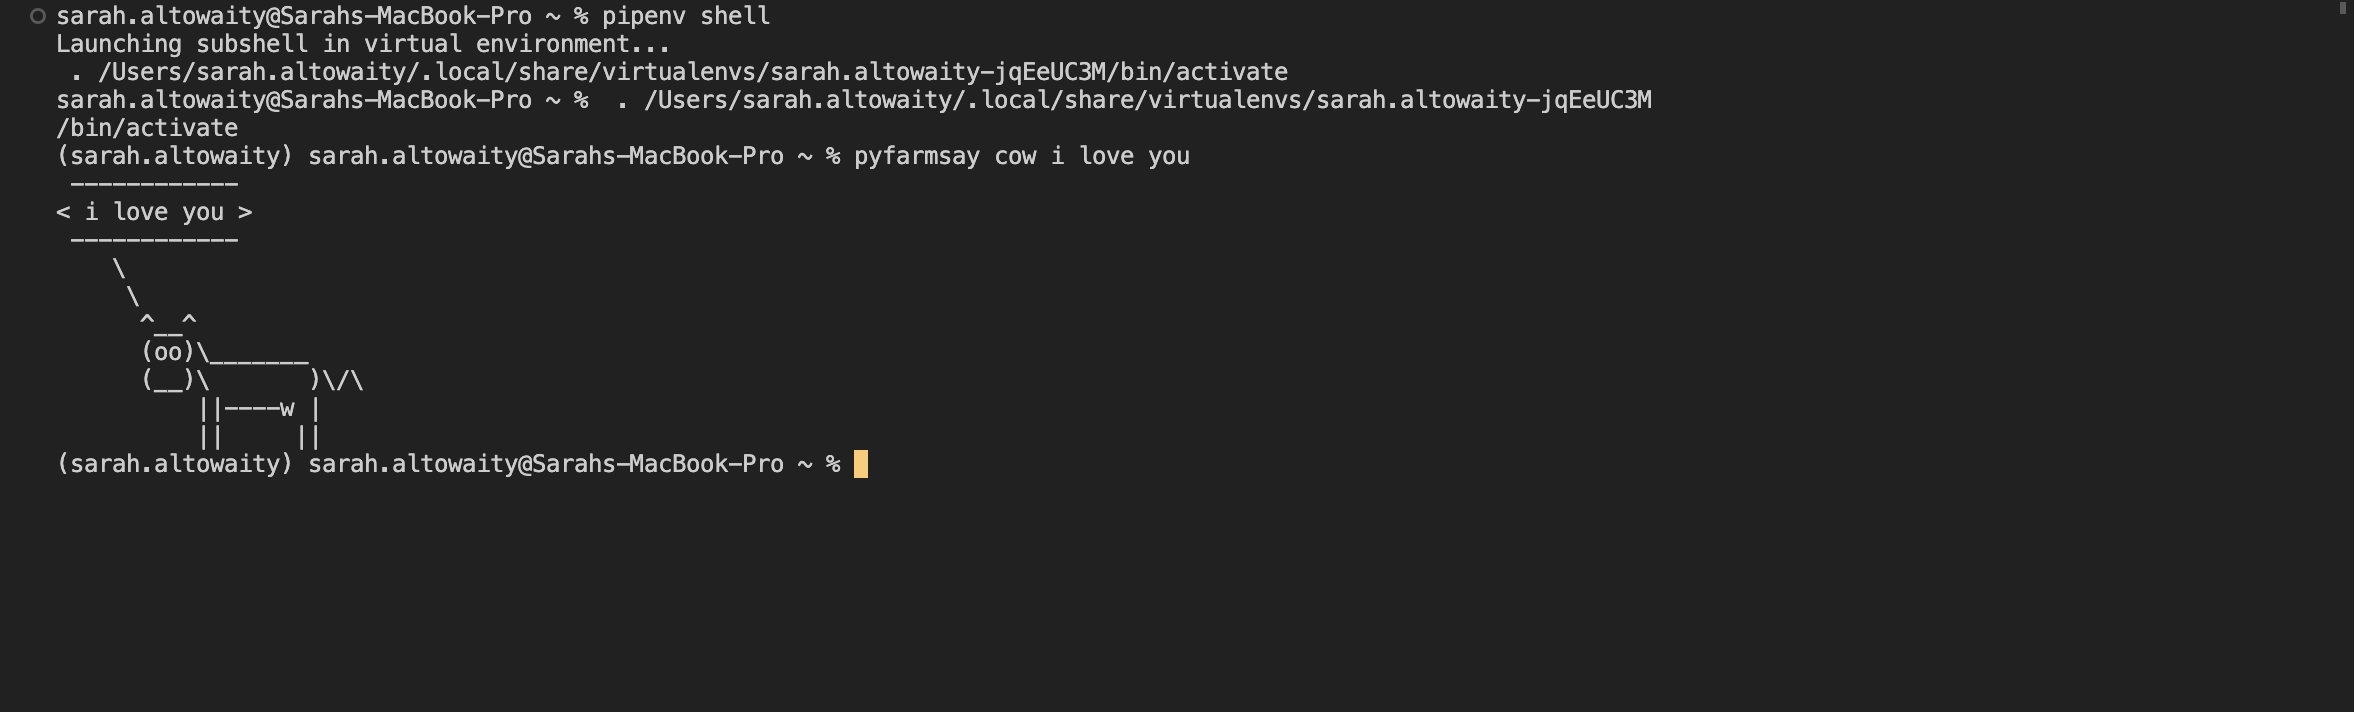 sarah.altowaity@Sarahs-MacBook-Pro ~ % pipenv shell
Launching subshell in virtual environment...
 . /Users/sarah.altowaity/.local/share/virtualenvs/sarah.altowaity-jqEeUC3M/bin/activate
sarah.altowaity@Sarahs-MacBook-Pro ~ %  . /Users/sarah.altowaity/.local/share/virtualenvs/sarah.altowaity-jqEeUC3M
/bin/activate
(sarah.altowaity) sarah.altowaity@Sarahs-MacBook-Pro ~ % pyfarmsay cow i love you
 ------------
< i love you >
 ------------
    \
     \
      ^__^
      (oo)\_______
      (__)\       )\/\
          ||----w |
          ||     ||
(sarah.altowaity) sarah.altowaity@Sarahs-MacBook-Pro ~ %